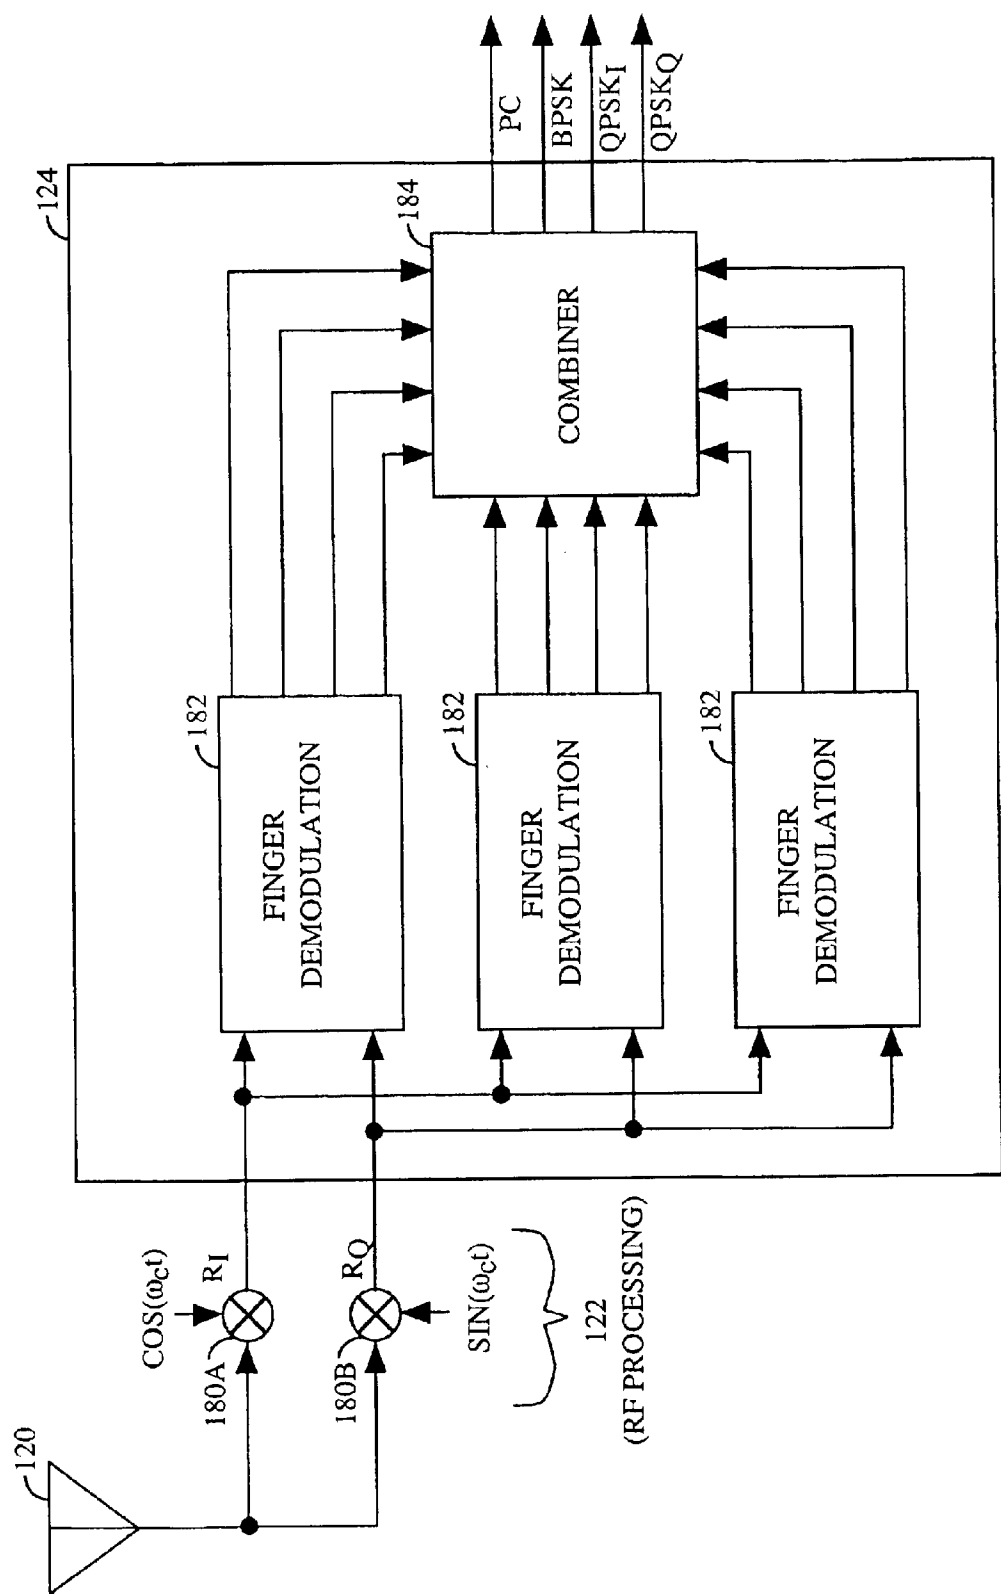 120
COS(ωct)
RI
180A
180B
RQ
SIN(ωct)
122
(RF PROCESSING)
124
182
FINGER
DEMODULATION
182
FINGER
DEMODULATION
182
FINGER
DEMODULATION
184
COMBINER
PC
BPSK
QPSKI
QPSKQ